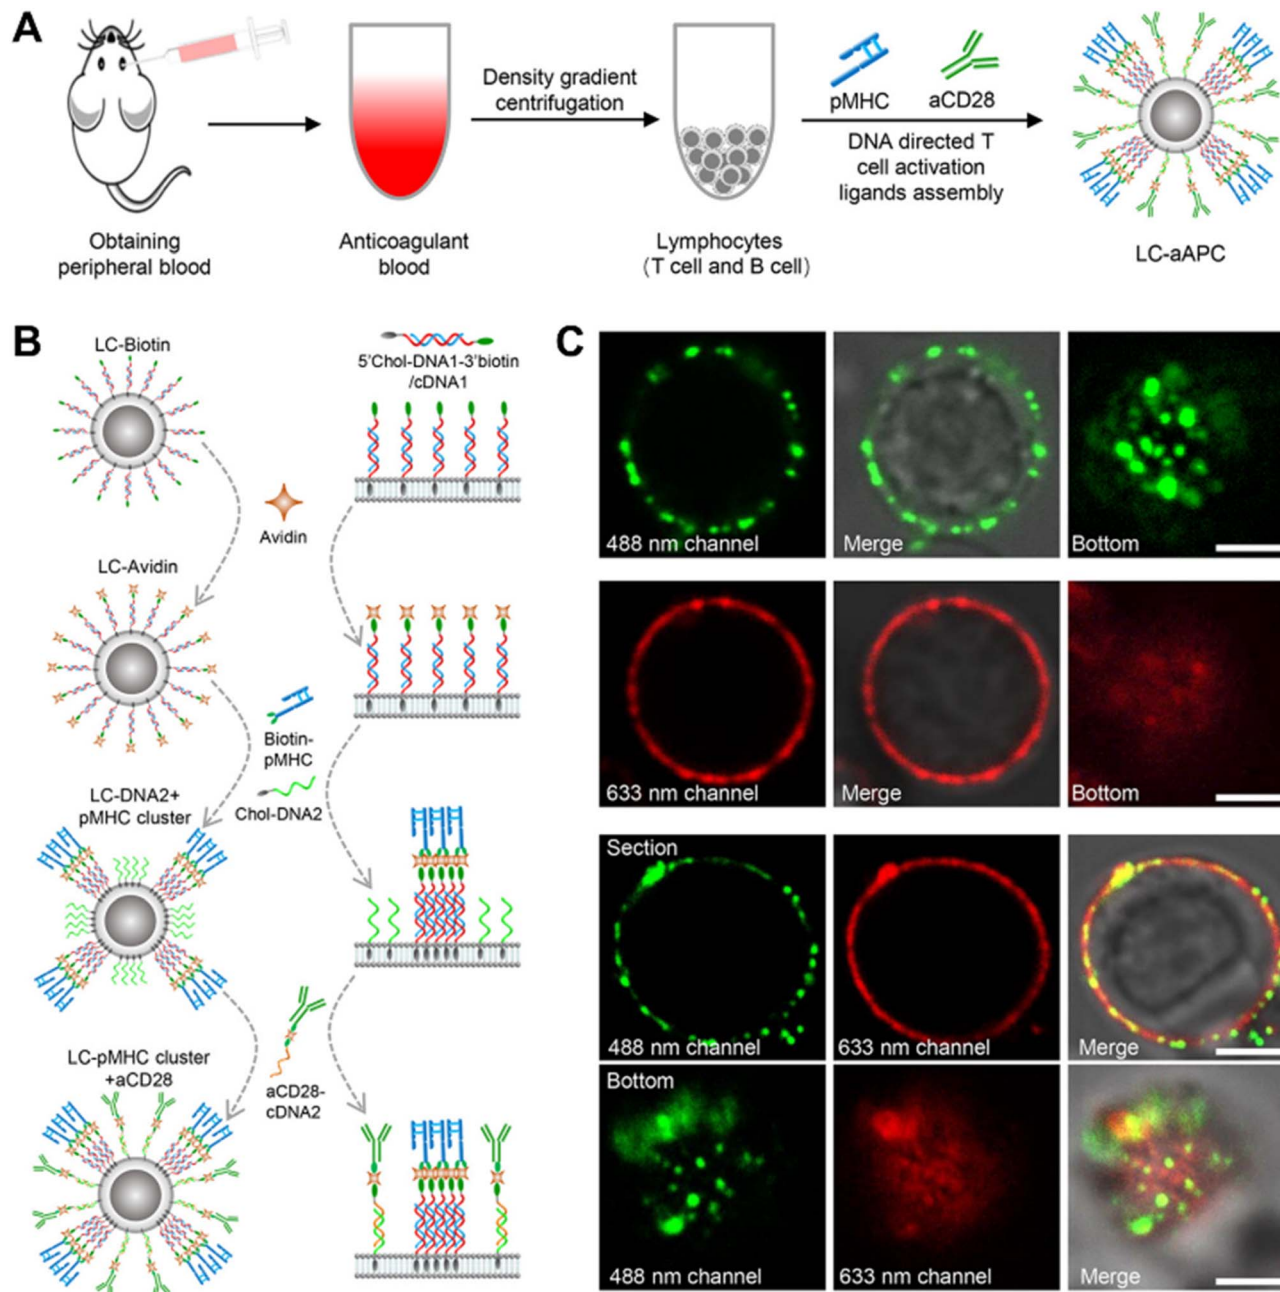 A
Obtaining
peripheral blood
Anticoagulant
blood
Density gradient
centrifugation
Lymphocytes
(T cell and B cell)
pMHC
aCD28
DNA directed T
cell activation
ligands assembly
LC-aAPC
B
LC-Biotin
5'Chol-DNA1-3'biotin
/cDNA1
Avidin
LC-Avidin
Biotin-
pMHC
Chol-DNA2
LC-DNA2+
pMHC cluster
aCD28-
cDNA2
LC-pMHC cluster
+aCD28
C
488 nm channel
Merge
Bottom
633 nm channel
Merge
Bottom
Section
488 nm channel
633 nm channel
Merge
Bottom
488 nm channel
633 nm channel
Merge